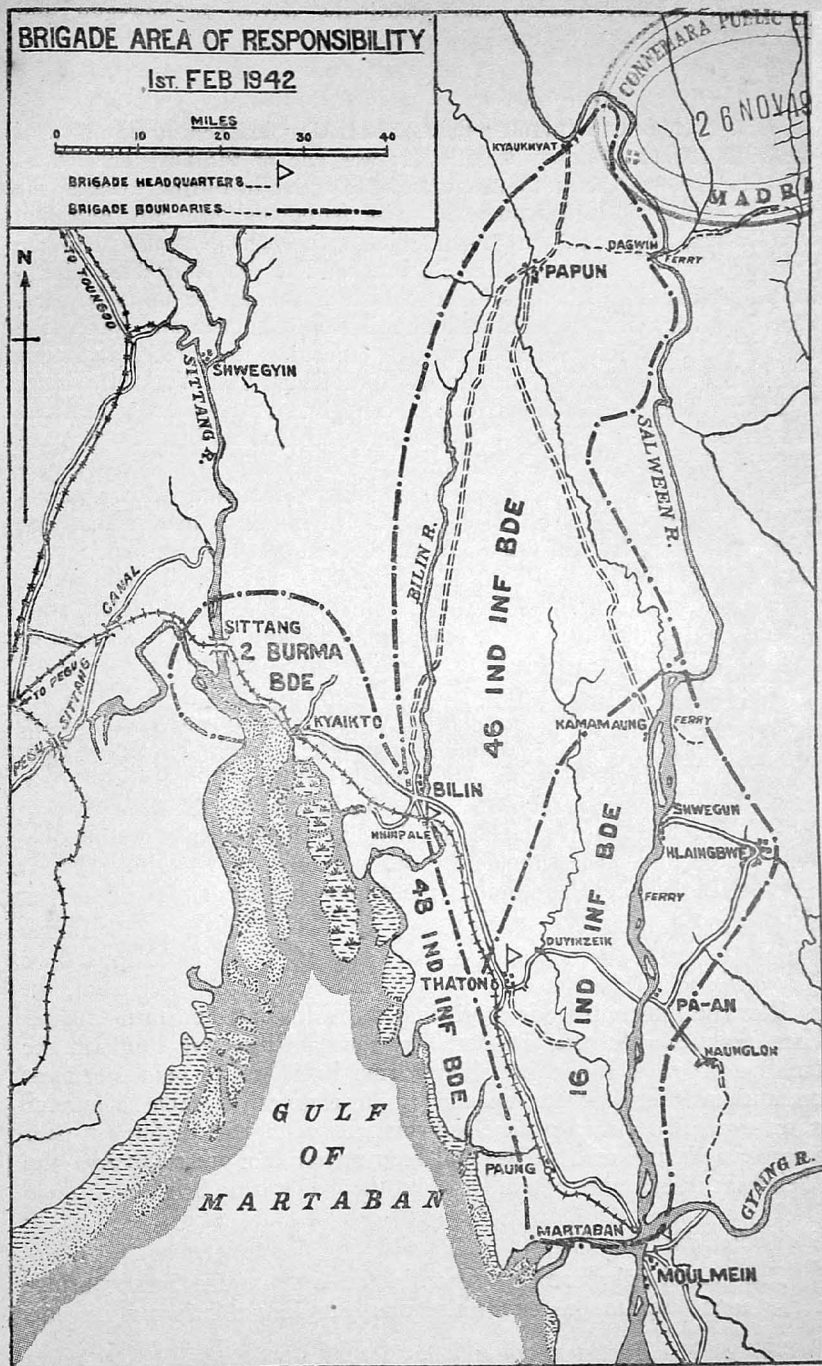 BRIGADE AREA OF RESPONSIBILITY
1ST. FEB 1942
MILES
0 10 20 30 40
BRIGADE HEADQUARTERS
BRIGADE BOUNDARIES
CONNEMARA PUBLIC
26 NOV 19
MADRA
N
TO TOUNGOO
KYAUKHYAT
DAGWIN
FERRY
PAPUN
SHWEGYIN
SITTANG R.
SALWEEN R.
BILIN R.
46 IND INF BDE
CANAL
SITTANG
2 BURMA
BDE
TO PEGU
PEGU SITTANG
KYAIKTO
KAMAMAUNG
FERRY
BILIN
HNINPALE
SHWEGUN
HLAINGBWE
48 IND INF BDE
16 IND INF BDE
FERRY
DUYINZEIK
THATON
PA-AN
NAUNGLON
GULF
OF
MARTABAN
PAUNG
GYAING R.
MARTABAN
MOULMEIN